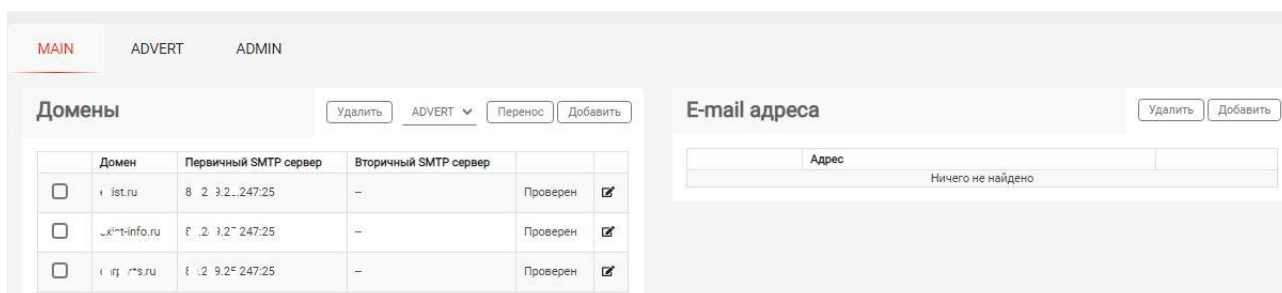 MAIN ADVERT ADMIN
Домены Удалить ADVERT Перенос Добавить
Домен Первичный SMTP сервер Вторичный SMTP сервер
247:25 – Проверен
247:25 – Проверен
247:25 – Проверен
E-mail адреса Удалить Добавить
Адрес
Ничего не найдено